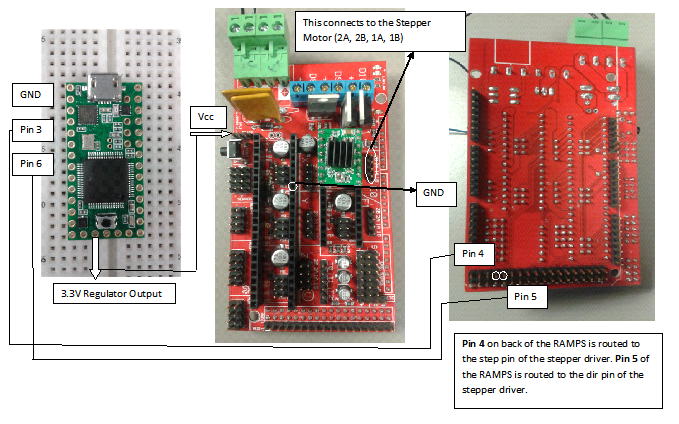 This connects to the Stepper
Motor (2A, 2B, 1A, 1B)
GND
Pin 3
Pin 6
Vcc
GND
Pin 4
Pin 5
3.3V Regulator Output
Pin 4 on back of the RAMPS is routed to
the step pin of the stepper driver. Pin 5 of
the RAMPS is routed to the dir pin of the
stepper driver.